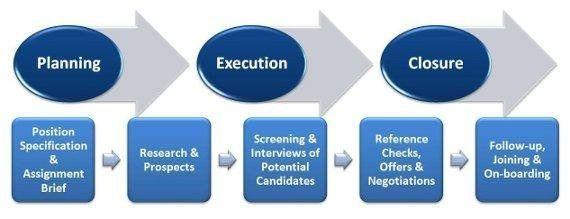 Planning
Execution
Closure
Position
Specification
&
Assignment
Brief
Research &
Prospects
Screening &
Interviews of
Potential
Candidates
Reference
Checks,
Offers &
Negotiations
Follow-up,
Joining &
On-boarding